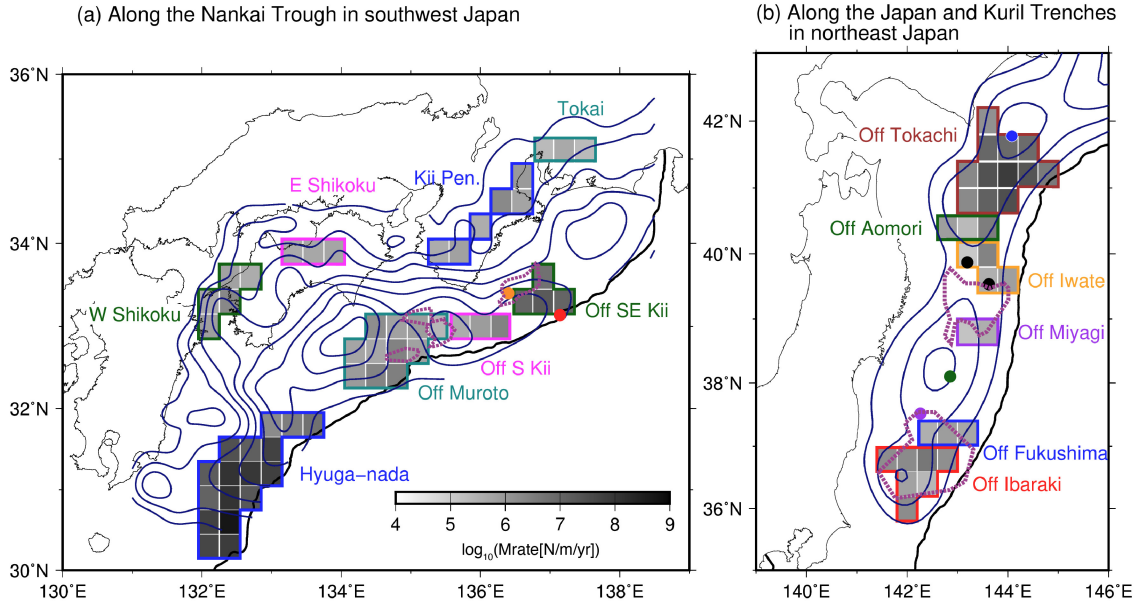 (a) Along the Nankai Trough in southwest Japan
(b) Along the Japan and Kuril Trenches
in northeast Japan
36˚N
34˚N
32˚N
30˚N
130˚E
132˚E
134˚E
136˚E
138˚E
Tokai
Kii Pen.
E Shikoku
W Shikoku
Off SE Kii
Off S Kii
Off Muroto
Hyuga−nada
4
5
6
7
8
9
log10(Mrate[N/m/yr])
42˚N
40˚N
38˚N
36˚N
140˚E
142˚E
144˚E
146˚E
Off Tokachi
Off Aomori
Off Iwate
Off Miyagi
Off Fukushima
Off Ibaraki